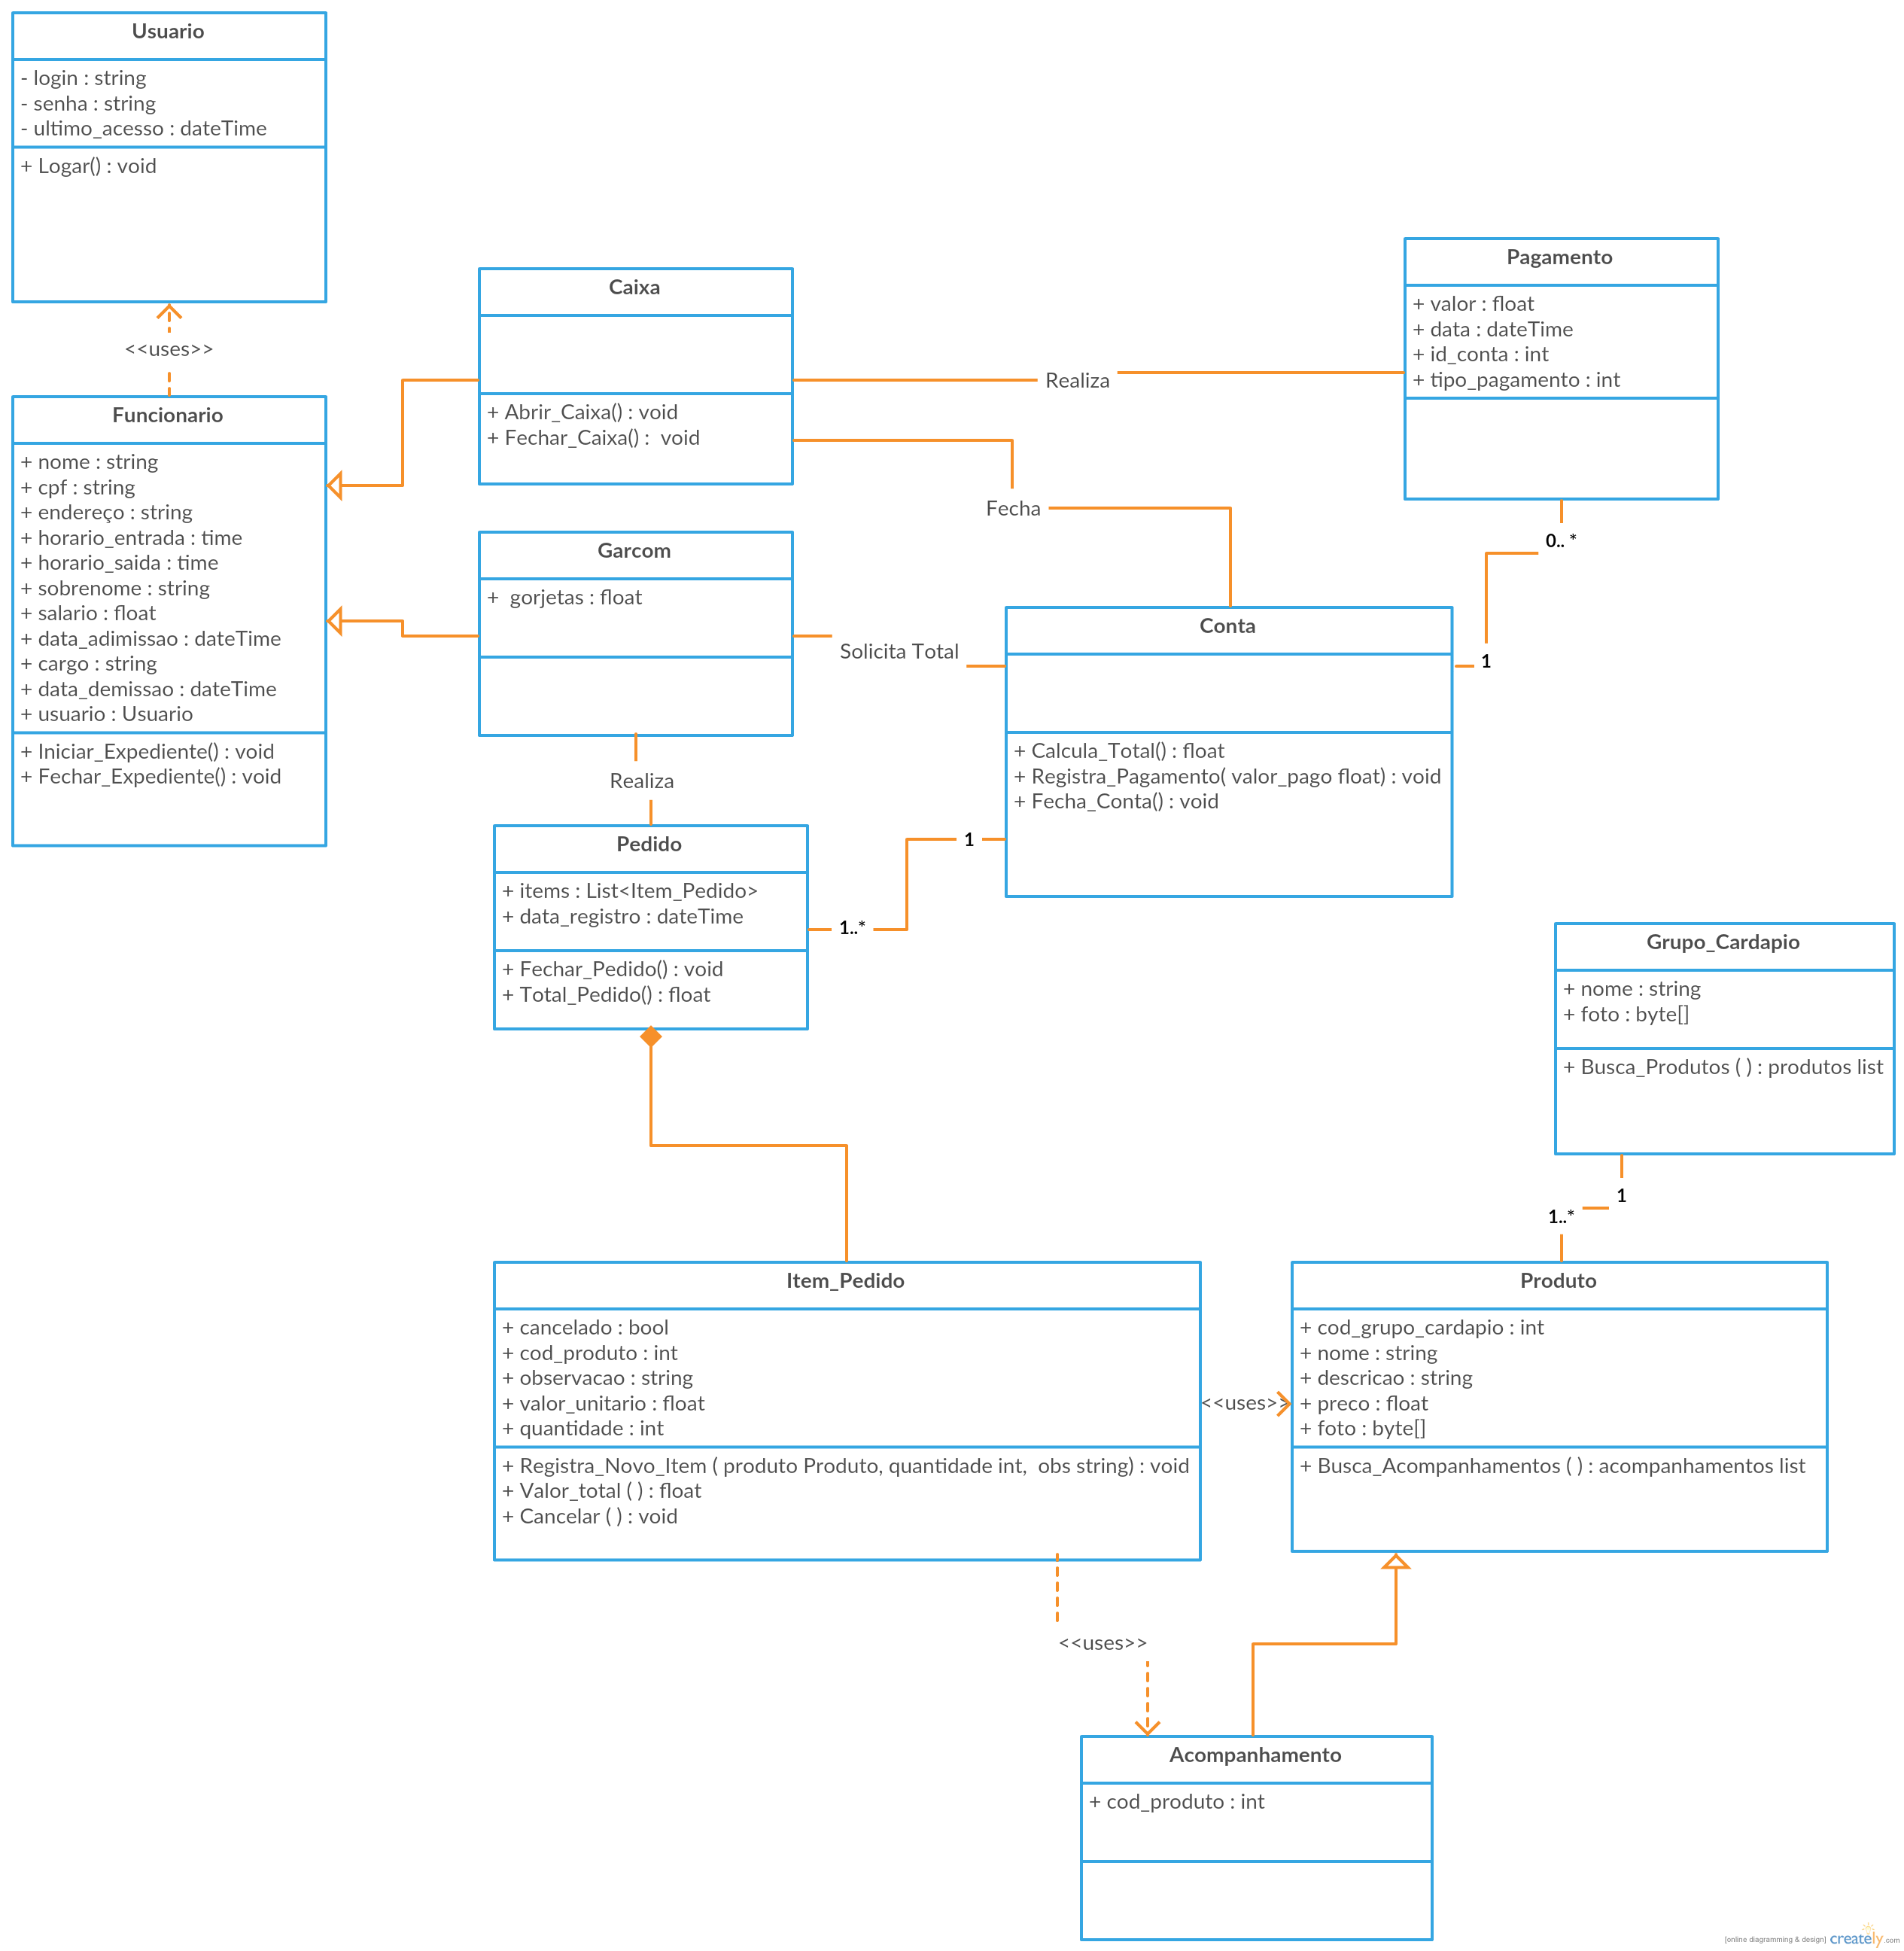 Usuario
- login : string
- senha : string
- ultimo_acesso : dateTime
+ Logar() : void
<<uses>>
Funcionario
+ nome : string
+ cpf : string
+ endereço : string
+ horario_entrada : time
+ horario_saida : time
+ sobrenome : string
+ salario : float
+ data_adimissao : dateTime
+ cargo : string
+ data_demissao : dateTime
+ usuario : Usuario
+ Iniciar_Expediente() : void
+ Fechar_Expediente() : void
Caixa
+ Abrir_Caixa() : void
+ Fechar_Caixa() :  void
Realiza
Pagamento
+ valor : float
+ data : dateTime
+ id_conta : int
+ tipo_pagamento : int
Fecha
0.. *
1
Garcom
+  gorjetas : float
Solicita Total
Conta
+ Calcula_Total() : float
+ Registra_Pagamento( valor_pago float) : void
+ Fecha_Conta() : void
Realiza
1
1..*
Pedido
+ items : List<Item_Pedido>
+ data_registro : dateTime
+ Fechar_Pedido() : void
+ Total_Pedido() : float
Grupo_Cardapio
+ nome : string
+ foto : byte[]
+ Busca_Produtos ( ) : produtos list
1
1..*
Item_Pedido
+ cancelado : bool
+ cod_produto : int
+ observacao : string
+ valor_unitario : float
+ quantidade : int
+ Registra_Novo_Item ( produto Produto, quantidade int,  obs string) : void
+ Valor_total ( ) : float
+ Cancelar ( ) : void
<<uses>>
Produto
+ cod_grupo_cardapio : int
+ nome : string
+ descricao : string
+ preco : float
+ foto : byte[]
+ Busca_Acompanhamentos ( ) : acompanhamentos list
<<uses>>
Acompanhamento
+ cod_produto : int
[online diagramming & design] creately.com